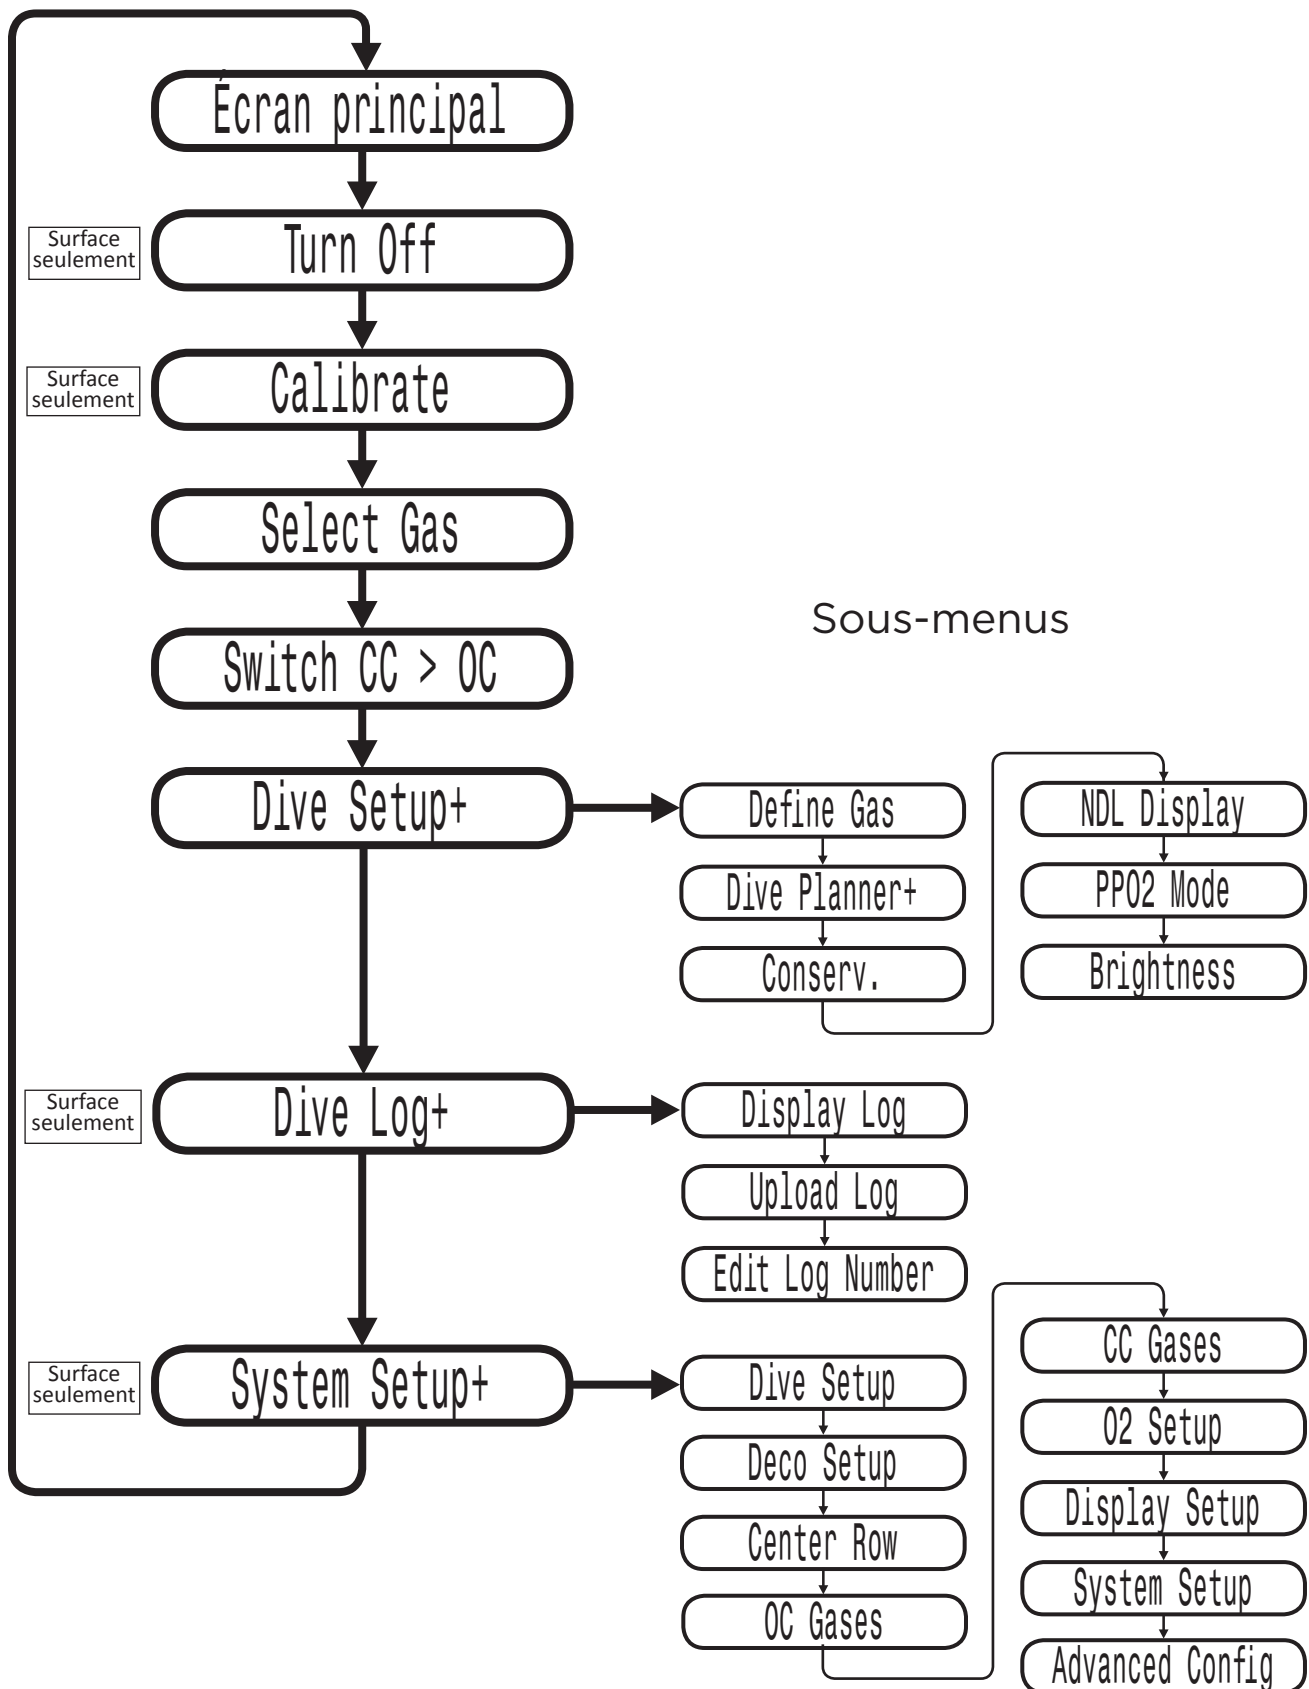 Écran principal
Surface
seulement
Turn Off
Surface
seulement
Calibrate
Select Gas
Switch CC > OC
Sous-menus
Dive Setup+
Define Gas
Dive Planner+
Conserv.
NDL Display
PPO2 Mode
Brightness
Surface
seulement
Dive Log+
Display Log
Upload Log
Edit Log Number
Surface
seulement
System Setup+
Dive Setup
Deco Setup
Center Row
OC Gases
CC Gases
O2 Setup
Display Setup
System Setup
Advanced Config